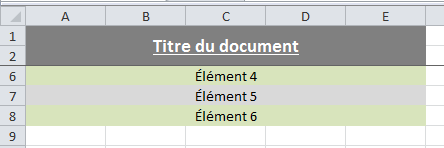 A B C D E
1
Titre du document
2
6 Élément 4
7 Élément 5
8 Élément 6
9